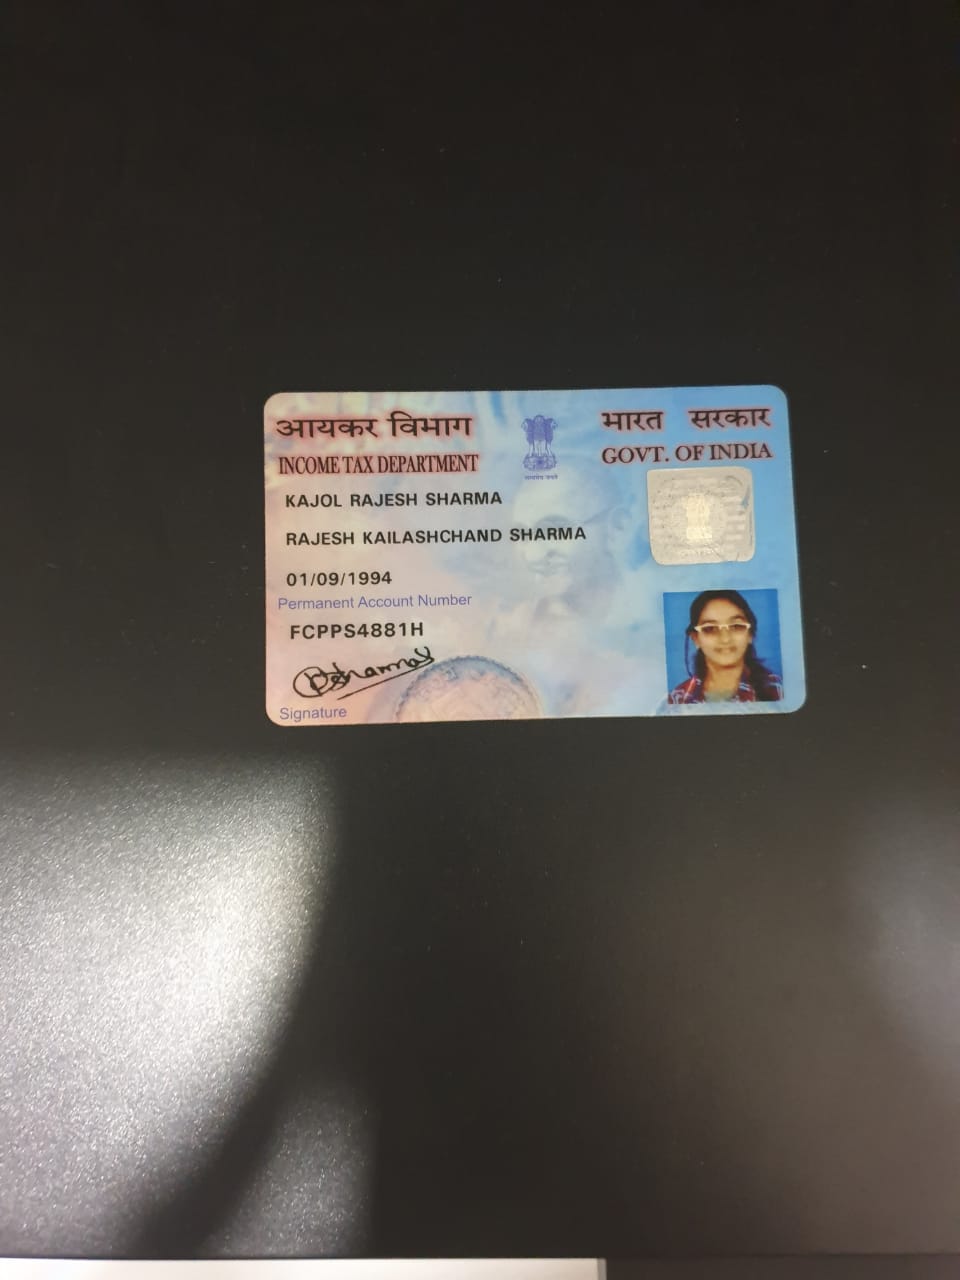 आयकर विभाग
INCOME TAX DEPARTMENT
भारत सरकार
GOVT. OF INDIA
KAJOL RAJESH SHARMA
RAJESH KAILASHCHAND SHARMA
01/09/1994
Permanent Account Number
FCPPS4881H
Signature